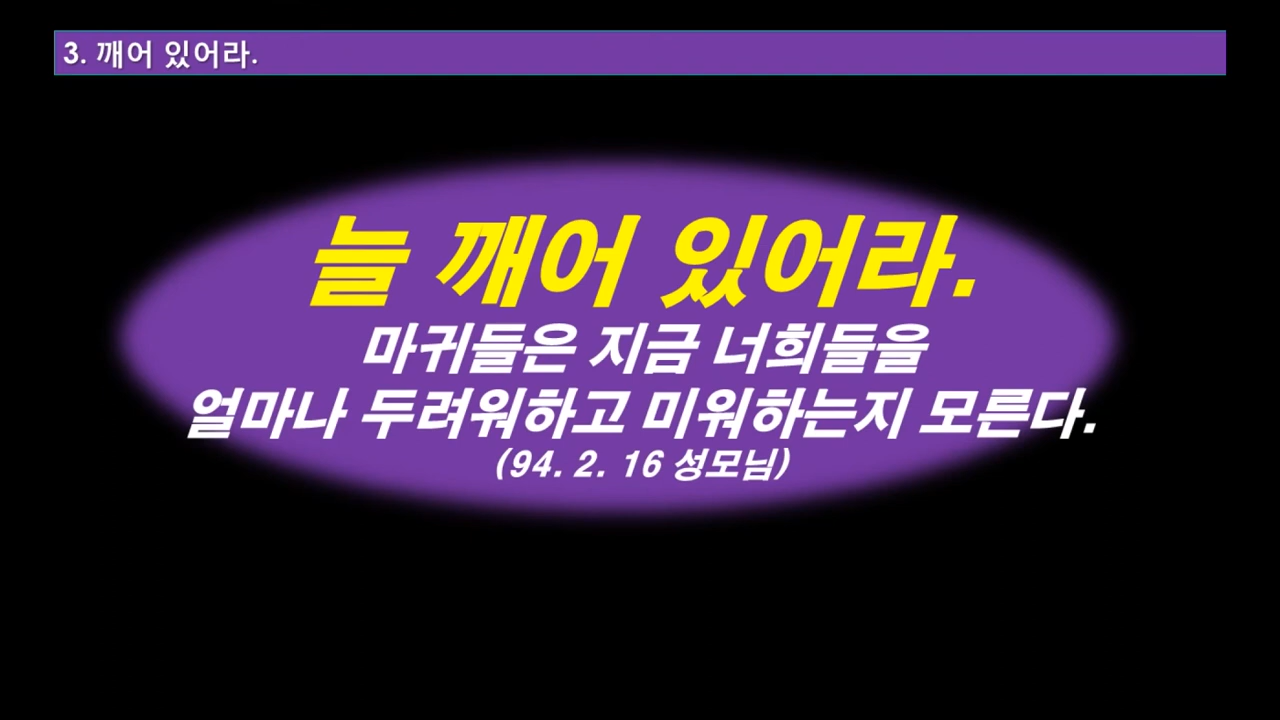 3. 깨어 있어라.
늘 깨어 있어라.
마귀들은 지금 너희들을
얼마나 두려워하고 미워하는지 모른다.
(94. 2. 16 성모님)